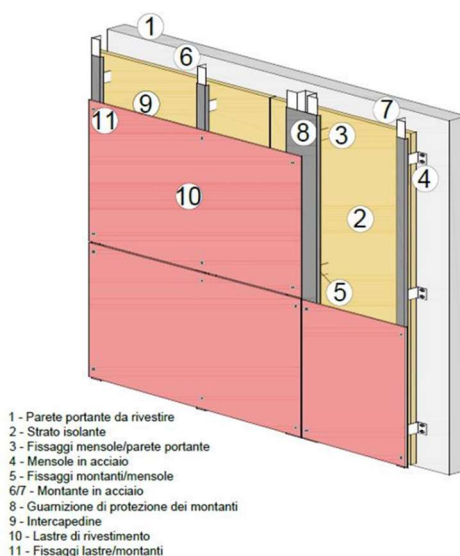 1
6
7
9
11
8
3
4
10
2
5
1 - Parete portante da rivestire
2 - Strato isolante
3 - Fissaggi mensole/parete portante
4 - Mensole in acciaio
5 - Fissaggi montanti/mensole
6/7 - Montante in acciaio
8 - Guarnizione di protezione dei montanti
9 - Intercapedine
10 - Lastre di rivestimento
11 - Fissaggi lastre/montanti